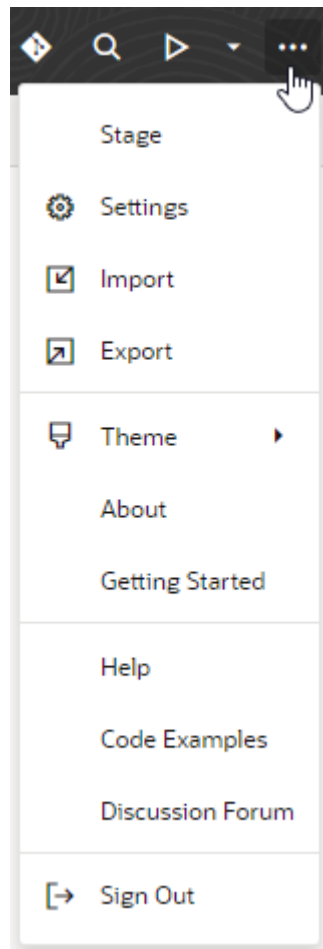 Stage
Settings
Import
Export
Theme
About
Getting Started
Help
Code Examples
Discussion Forum
Sign Out